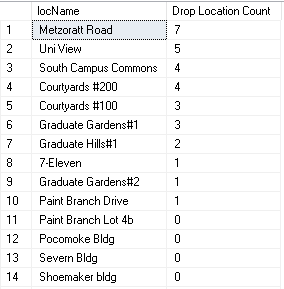 locName Drop Location Count
1 Metzoratt Road 7
2 Uni View 5
3 South Campus Commons 4
4 Courtyards #200 4
5 Courtyards #100 3
6 Graduate Gardens#1 3
7 Graduate Hills#1 2
8 7-Eleven 1
9 Graduate Gardens#2 1
10 Paint Branch Drive 1
11 Paint Branch Lot 4b 0
12 Pocomoke Bldg 0
13 Severn Bldg 0
14 Shoemaker bldg 0